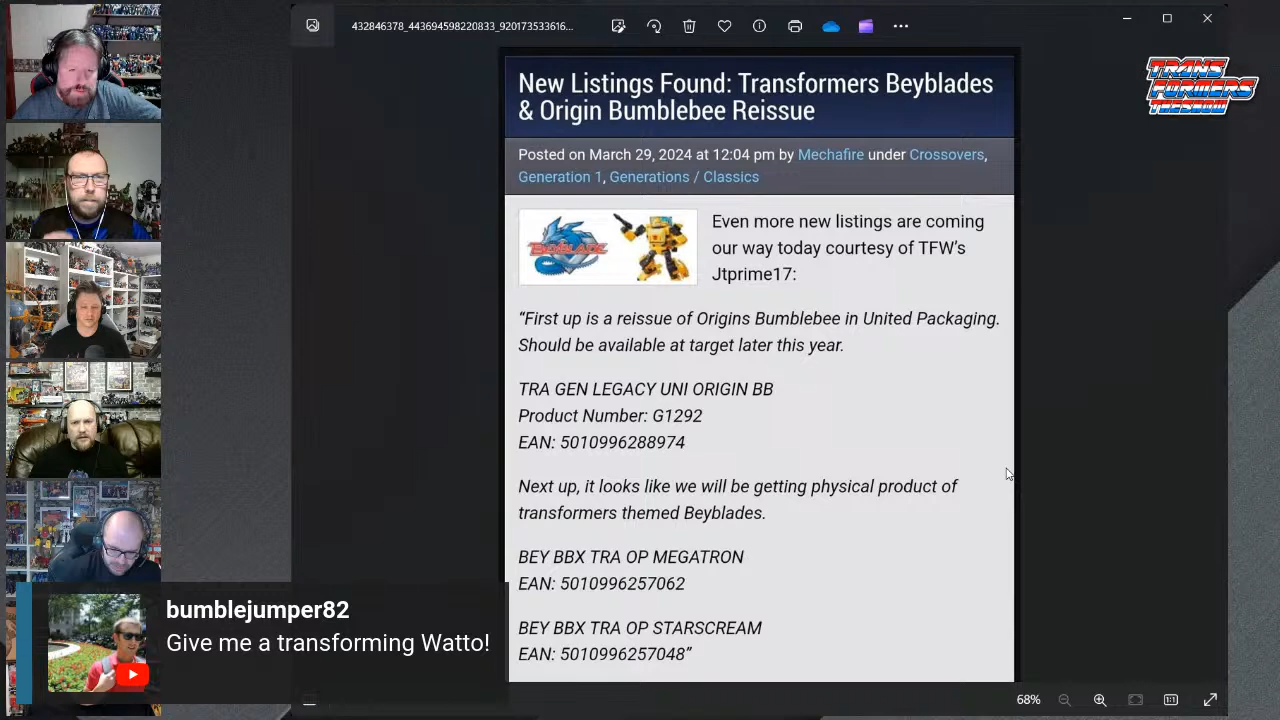 432846378_443694598220833_920173533616...
New Listings Found: Transformers Beyblades
& Origin Bumblebee Reissue
Posted on March 29, 2024 at 12:04 pm by Mechafire under Crossovers,
Generation 1, Generations / Classics
BEYBLADE
Even more new listings are coming
our way today courtesy of TFW’s
Jtprime17:
“First up is a reissue of Origins Bumblebee in United Packaging.
Should be available at target later this year.
TRA GEN LEGACY UNI ORIGIN BB
Product Number: G1292
EAN: 5010996288974
Next up, it looks like we will be getting physical product of
transformers themed Beyblades.
BEY BBX TRA OP MEGATRON
EAN: 5010996257062
BEY BBX TRA OP STARSCREAM
EAN: 5010996257048”
TRANS
FORMERS
THESHOW
bumblejumper82
Give me a transforming Watto!
68%
1:1